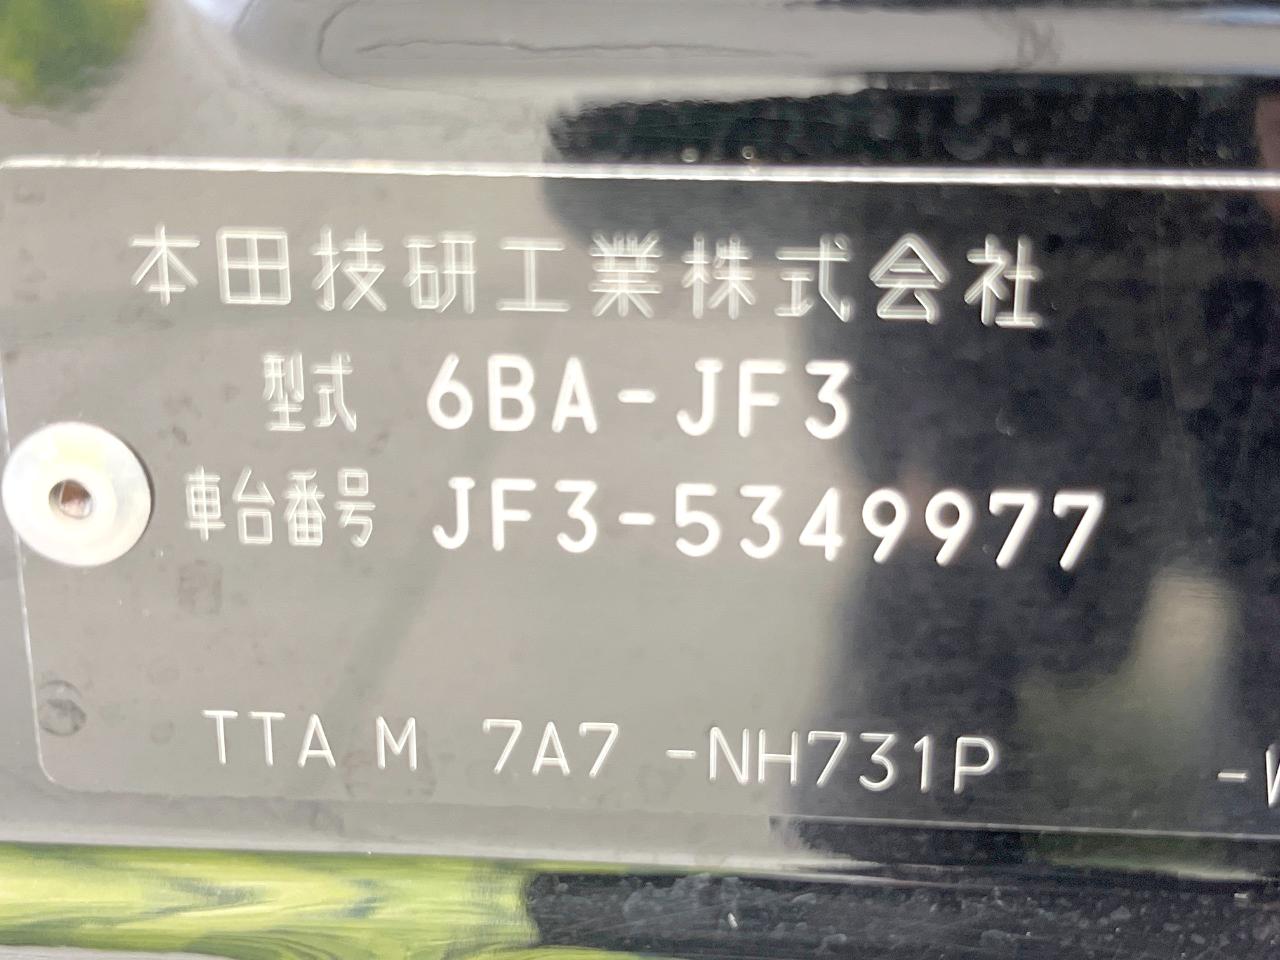 本田技研工業株式会社
型式 6BA-JF3
車台番号 JF3-5349977
TTA M 7A7 -NH731P -